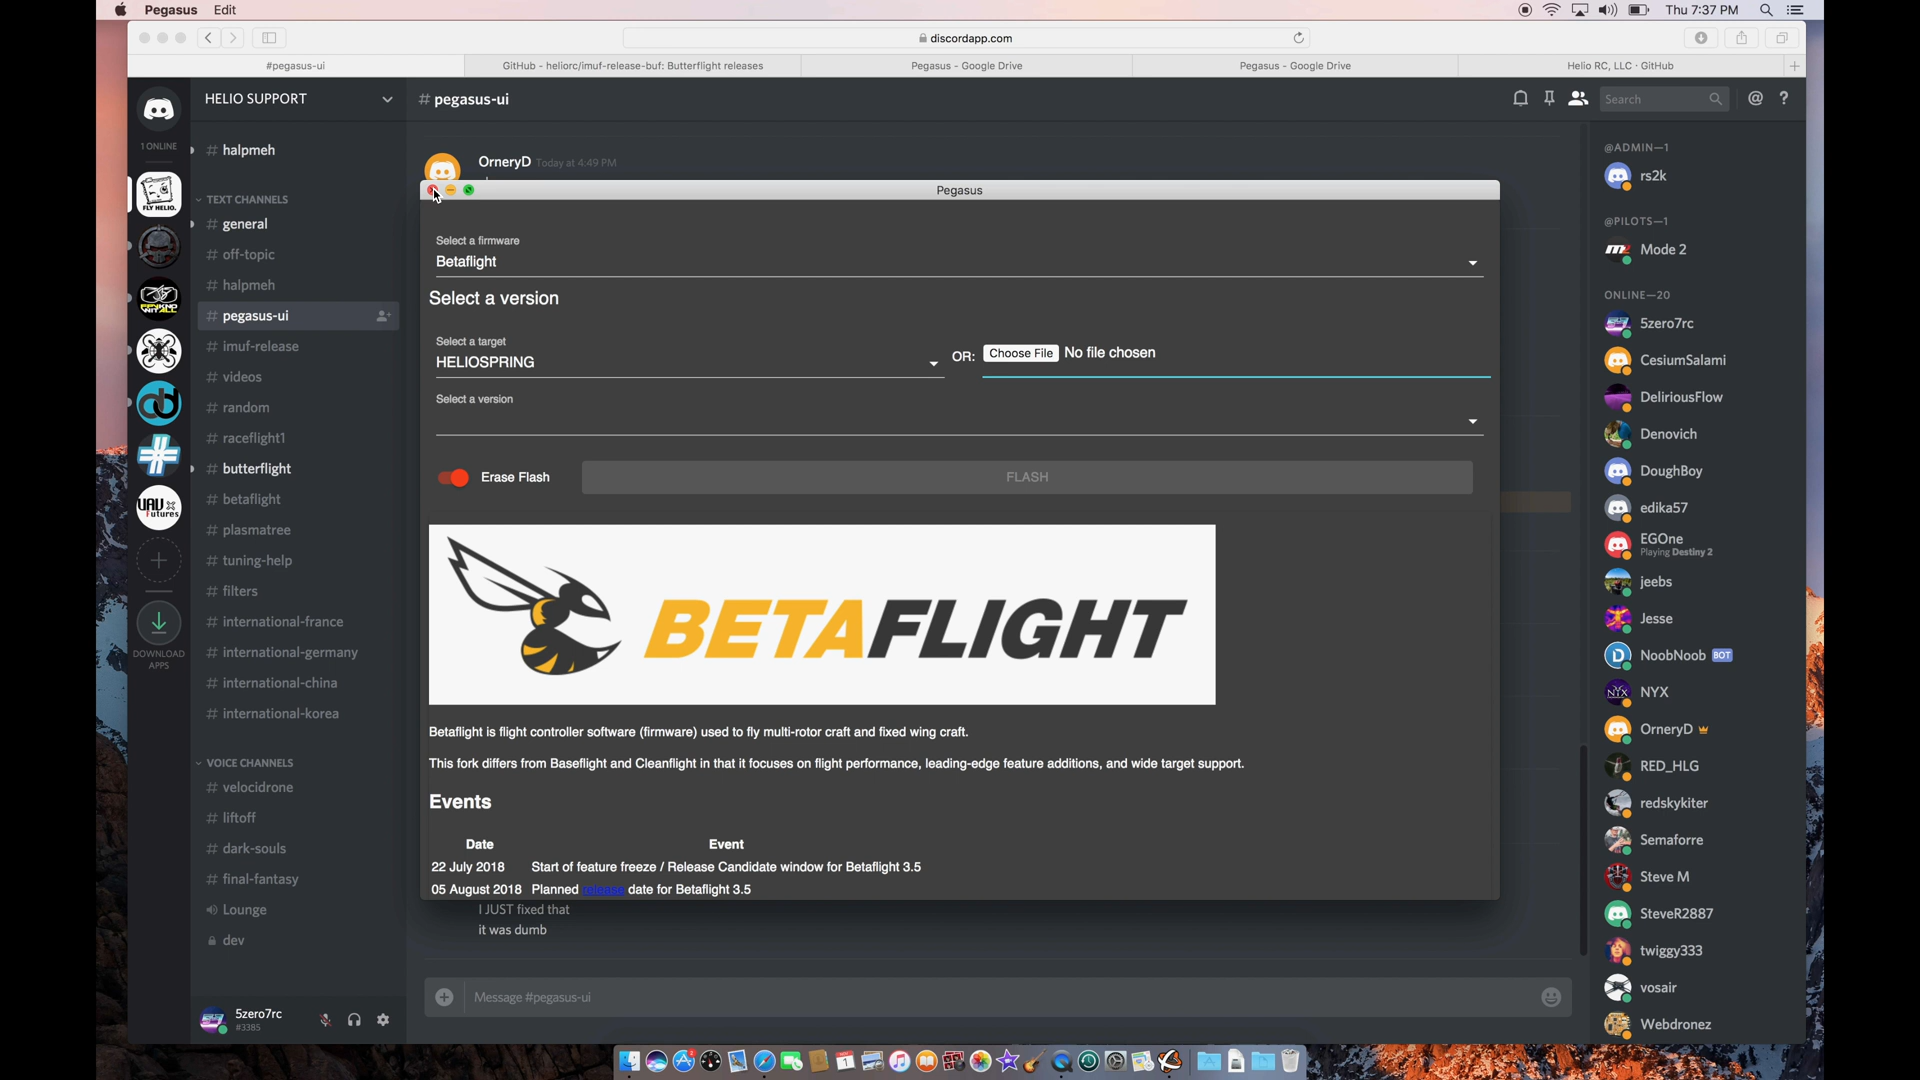 Pegasus Edit Thu 7:37 PM
discordapp.com
#pegasus-ui
GitHub - heliorc/imuf-release-buf: Butterflight releases
Pegasus - Google Drive
Pegasus - Google Drive
Helio RC, LLC · GitHub
1 ONLINE
FLY HELIO.
UAV
Futures
DOWNLOAD
APPS
HELIO SUPPORT
# halpmeh
TEXT CHANNELS
# general
# off-topic
# halpmeh
# pegasus-ui
# imuf-release
# videos
# random
# raceflight1
# butterflight
# betaflight
# plasmatree
# tuning-help
# filters
# international-france
# international-germany
# international-china
# international-korea
VOICE CHANNELS
# velocidrone
# liftoff
# dark-souls
# final-fantasy
Lounge
dev
5zero7rc
#3385
# pegasus-ui
Search
@ ?
OrneryD Today at 4:49 PM
Pegasus
Select a firmware
Betaflight
Select a version
Select a target
HELIOSPRING
OR: Choose File No file chosen
Select a version
Erase Flash
FLASH
BETAFLIGHT
Betaflight is flight controller software (firmware) used to fly multi-rotor craft and fixed wing craft.
This fork differs from Baseflight and Cleanflight in that it focuses on flight performance, leading-edge feature additions, and wide target support.
Events
Date Event
22 July 2018 Start of feature freeze / Release Candidate window for Betaflight 3.5
05 August 2018 Planned release date for Betaflight 3.5
I JUST fixed that
it was dumb
Message #pegasus-ui
@ADMIN—1
rs2k
@PILOTS—1
Mode 2
ONLINE—20
5zero7rc
CesiumSalami
DeliriousFlow
Denovich
DoughBoy
edika57
EGOne
Playing Destiny 2
jeebs
Jesse
NoobNoob BOT
NYX
OrneryD
RED_HLG
redskykiter
Semaforre
Steve M
SteveR2887
twiggy333
vosair
Webdronez